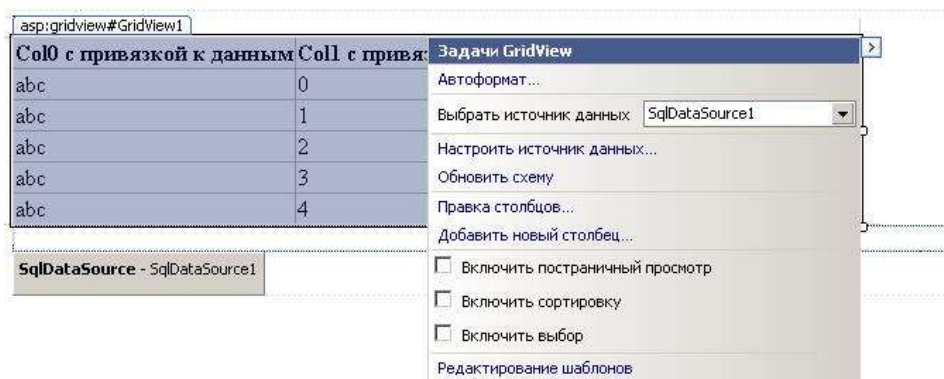 asp:gridview#GridView1
Col0 с привязкой к данным Col1 с привяз
abc 0
abc 1
abc 2
abc 3
abc 4
SqlDataSource - SqlDataSource1
Задачи GridView
Автоформат...
Выбрать источник данных SqlDataSource1
Настроить источник данных...
Обновить схему
Правка столбцов...
Добавить новый столбец...
Включить постраничный просмотр
Включить сортировку
Включить выбор
Редактирование шаблонов